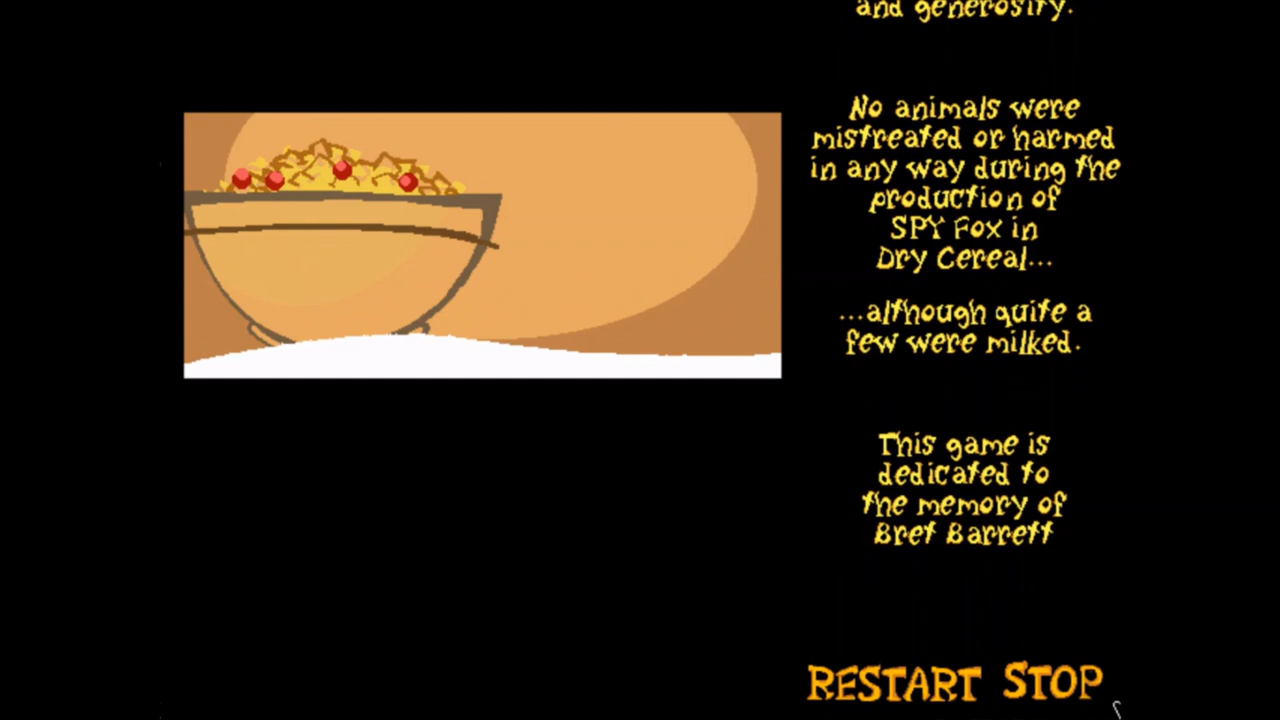 and generosity.
No animals were
mistreated or harmed
in any way during the
production of
SPY Fox in
Dry Cereal...
...although quite a
few were milked.
This game is
dedicated to
the memory of
Bret Barrett
RESTART STOP